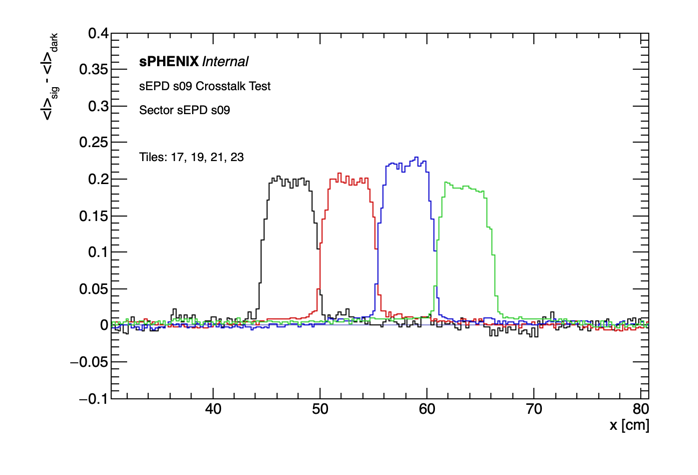 <I>sig - <I>dark
0.4
0.35
0.3
0.25
0.2
0.15
0.1
0.05
0
−0.05
−0.1
sPHENIX Internal
sEPD s09 Crosstalk Test
Sector sEPD s09
Tiles: 17, 19, 21, 23
40 50 60 70 80
x [cm]